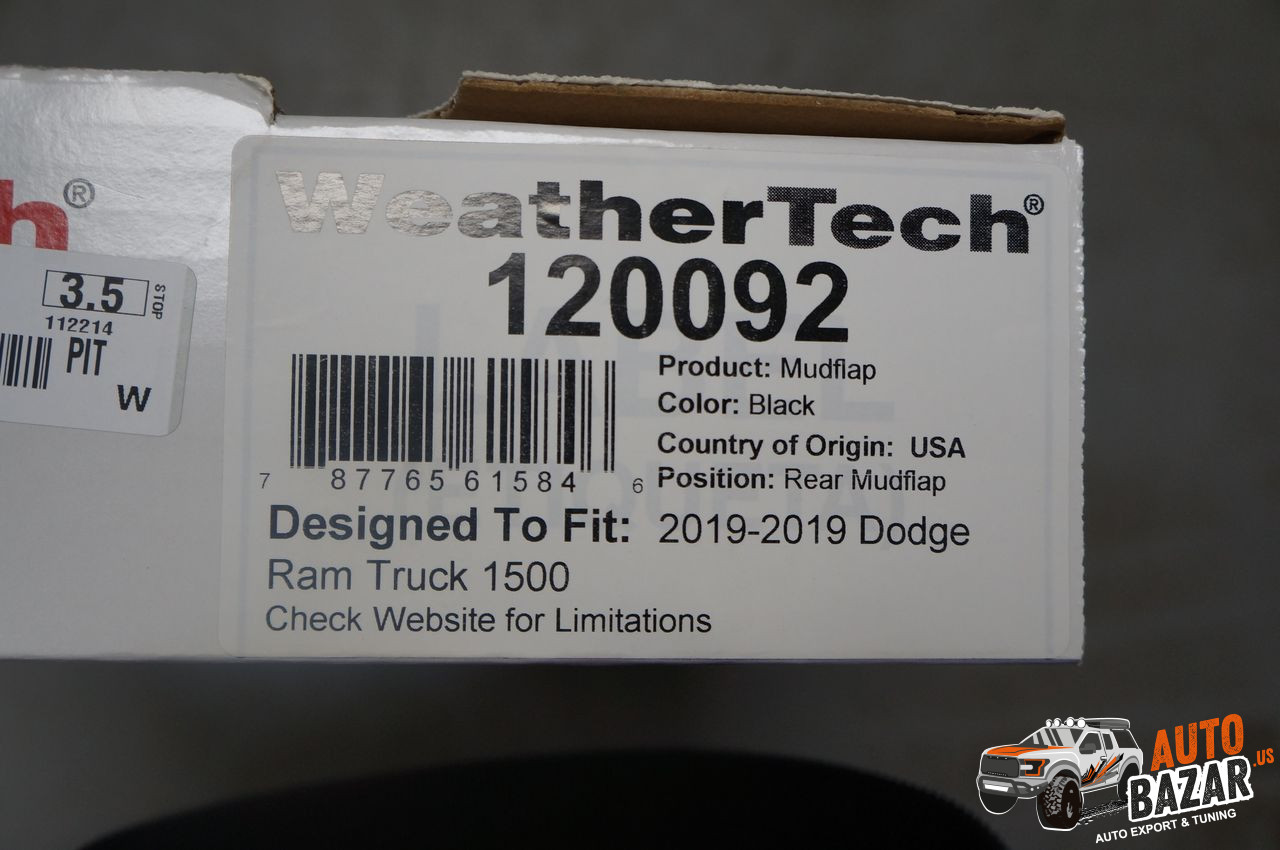 h®
3.5
STOP
112214
PIT
W
WeatherTech®
120092
Product: Mudflap
Color: Black
Country of Origin: USA
Position: Rear Mudflap
7 87765 61584 6
Designed To Fit: 2019-2019 Dodge
Ram Truck 1500
Check Website for Limitations
AUTO
BAZAR.US
AUTO EXPORT & TUNING